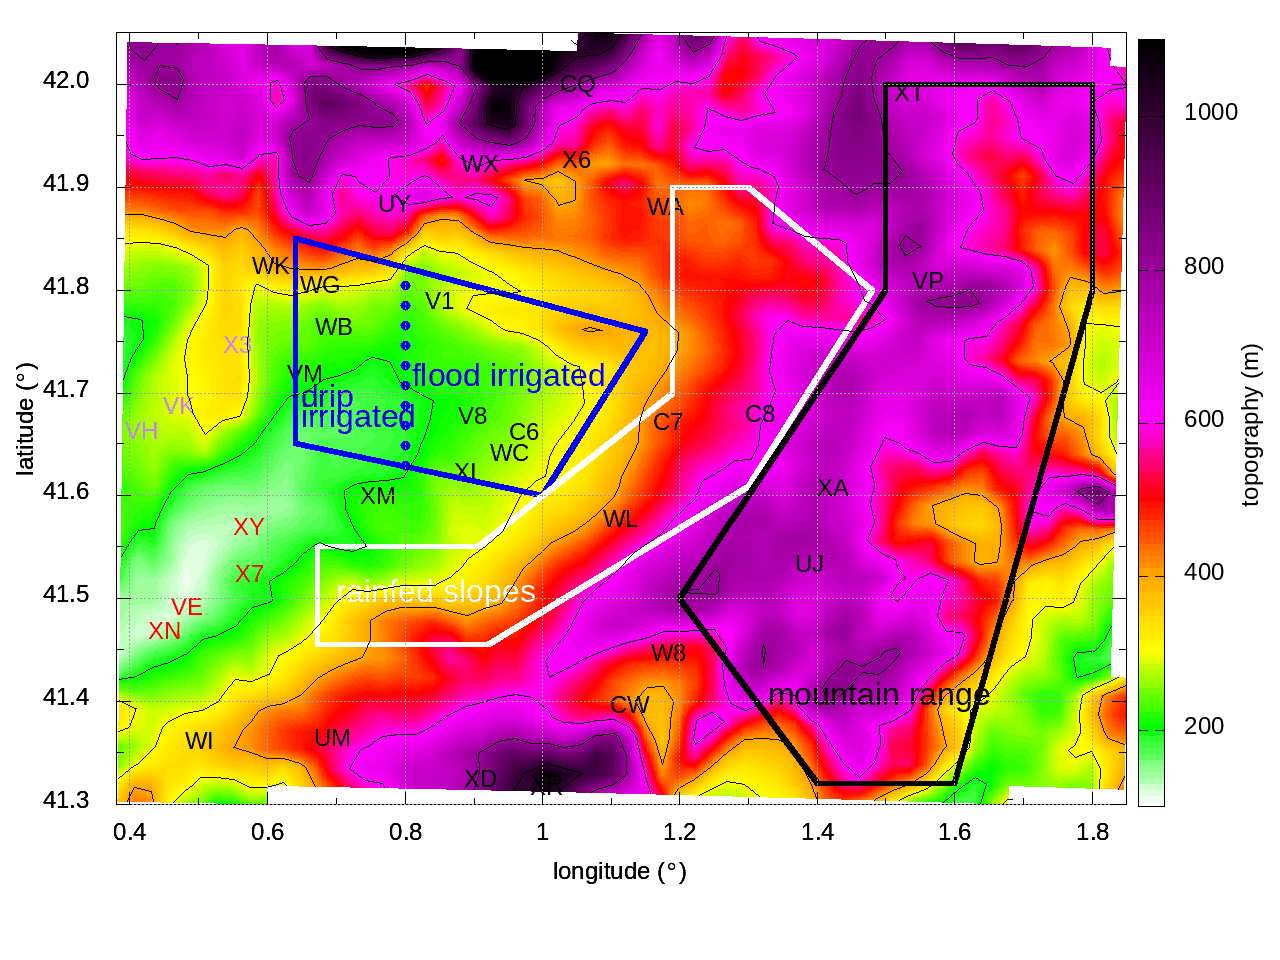 42.0
41.9
41.8
41.7
41.6
41.5
41.4
41.3
latitude (°)
0.4 0.6 0.8 1 1.2 1.4 1.6 1.8
longitude (°)
1000
800
600
400
200
topography (m)
CQ
XT
WX
X6
UY
WA
WK
WG
V1
VP
WB
X3
VM
flood irrigated
drip
irrigated
VK
V8
C7
C8
VH
C6
WC
XI
XM
XA
XY
WL
X7
UJ
rainfed slopes
VE
XN
W8
mountain range
CW
WI
UM
XD
XR